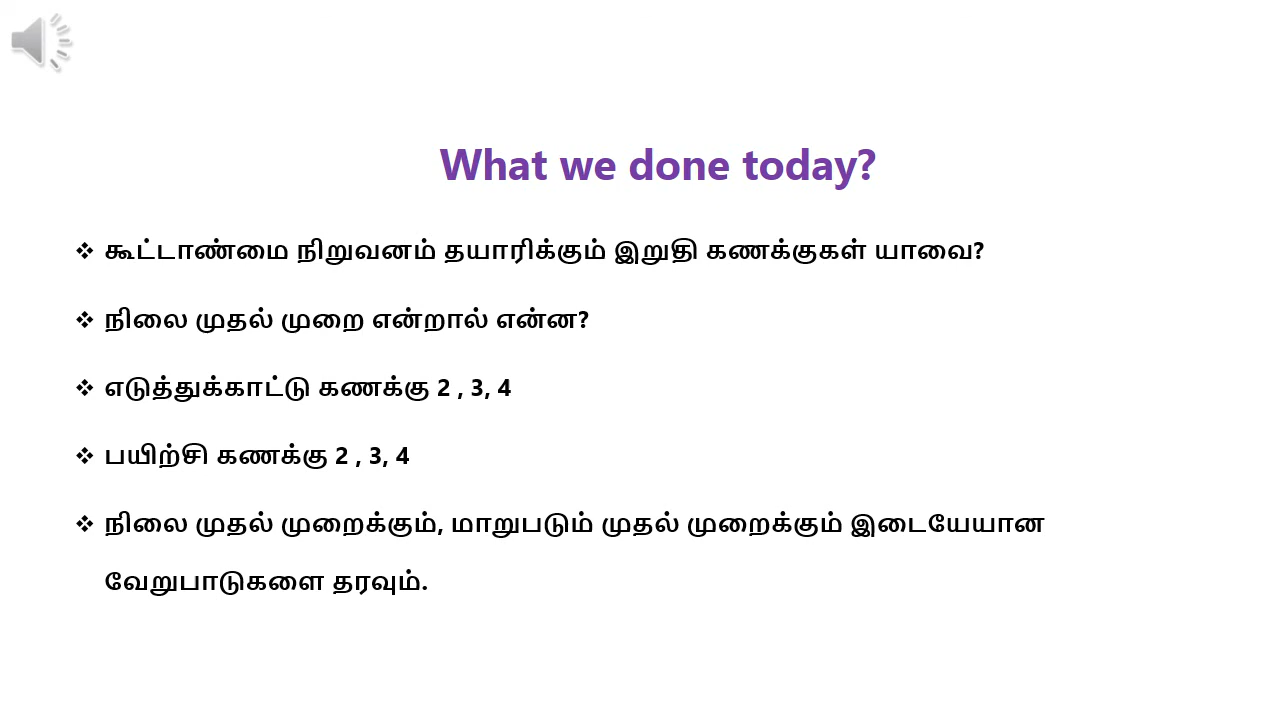 What we done today?
❖ கூட்டாண்மை நிறுவனம் தயாரிக்கும் இறுதி கணக்குகள் யாவை?
❖ நிலை முதல் முறை என்றால் என்ன?
❖ எடுத்துக்காட்டு கணக்கு 2 , 3, 4
❖ பயிற்சி கணக்கு 2 , 3, 4
❖ நிலை முதல் முறைக்கும், மாறுபடும் முதல் முறைக்கும் இடையேயான
வேறுபாடுகளை தரவும்.